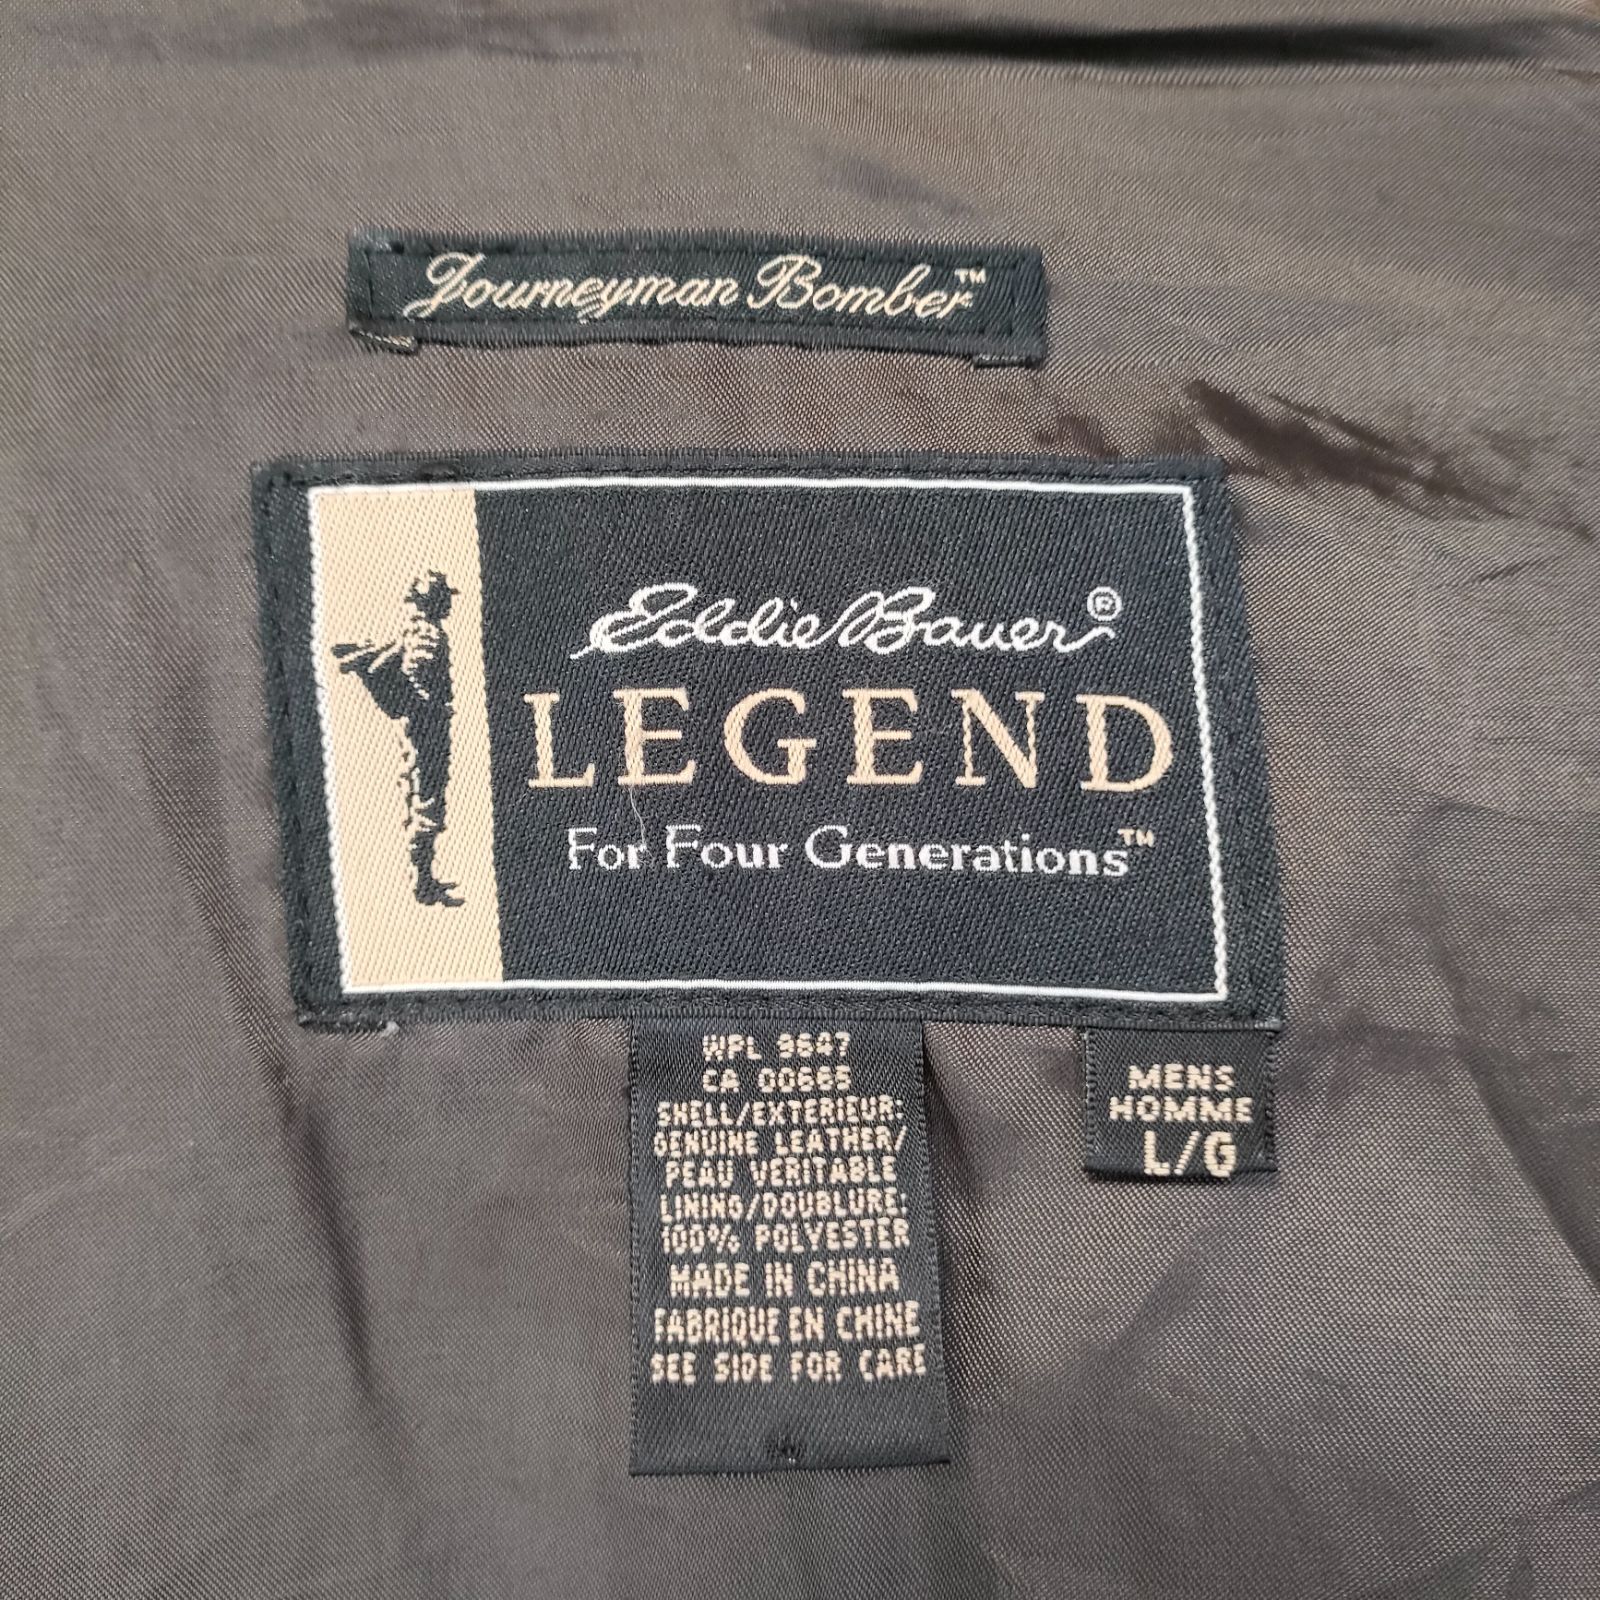 Journeyman Bomber™
Eddie Bauer®
LEGEND
For Four Generations™
WPL 9647
CA 00665
SHELL/EXTERIEUR:
GENUINE LEATHER/
PEAU VERITABLE
LINING/DOUBLURE:
100% POLYESTER
MADE IN CHINA
FABRIQUE EN CHINE
SEE SIDE FOR CARE
MENS
HOMME
L/G